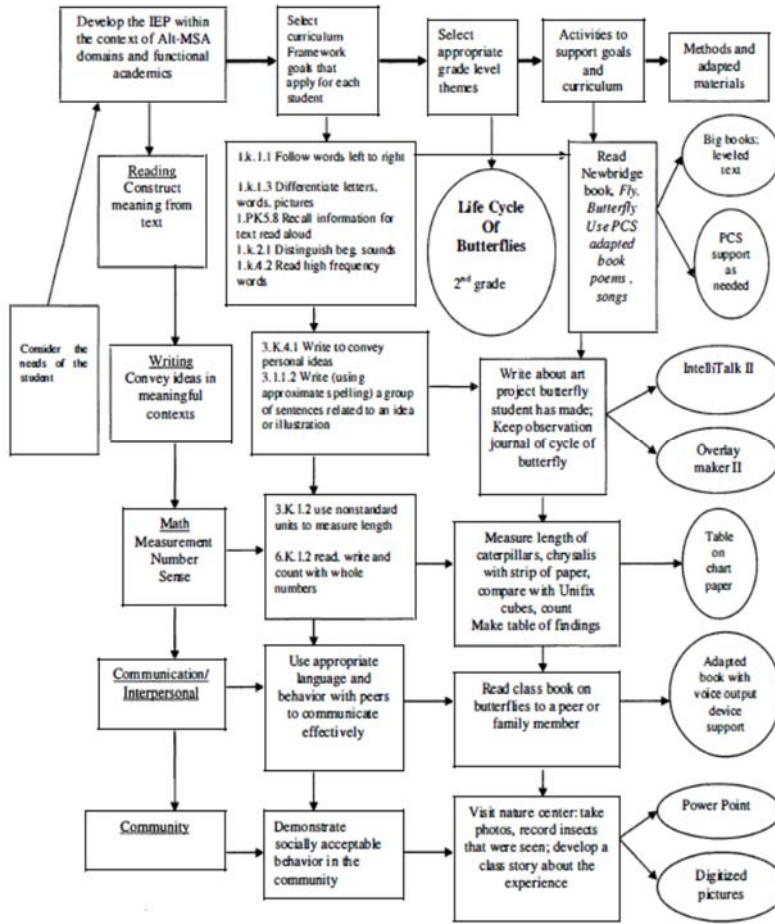 Develop the IEP within
the context of Alt-MSA
domains and functional
academics
Select
curriculum
Framework
goals that
apply for each
student
Select
appropriate
grade level
themes
Activities to
support goals
and
curriculum
Methods and
adapted
materials
Consider the
needs of the
student
Reading
Construct
meaning from
text
1.k.1.1 Follow words left to right
1.k.1.3 Differentiate letters,
words, pictures
1.PK5.8 Recall information for
text read aloud
1.k.2.1 Distinguish beg. sounds
1.k.4.2 Read high frequency
words
Life Cycle
Of
Butterflies
2nd grade
Read
Newbridge
book, Fly,
Butterfly
Use PCS
adapted
book
poems ,
songs
Big books;
leveled
text
PCS
support
as
needed
Writing
Convey ideas in
meaningful
contexts
3.K.4.1 Write to convey
personal ideas
3.1.1.2 Write (using
approximate spelling) a group
of sentences related to an idea
or illustration
Write about art
project butterfly
student has made;
Keep observation
journal of cycle of
butterfly
IntelliTalk II
Overlay
maker II
Math
Measurement
Number
Sense
3.K.1.2 use nonstandard
units to measure length
6.K.1.2 read, write and
count with whole
numbers
Measure length of
caterpillars, chrysalis
with strip of paper,
compare with Unifix
cubes, count
Make table of findings
Table
on
chart
paper
Communication/
Interpersonal
Use appropriate
language and
behavior with peers
to communicate
effectively
Read class book on
butterflies to a peer or
family member
Adapted
book with
voice output
device
support
Community
Demonstrate
socially acceptable
behavior in the
community
Visit nature center: take
photos, record insects
that were seen; develop a
class story about the
experience
Power Point
Digitized
pictures